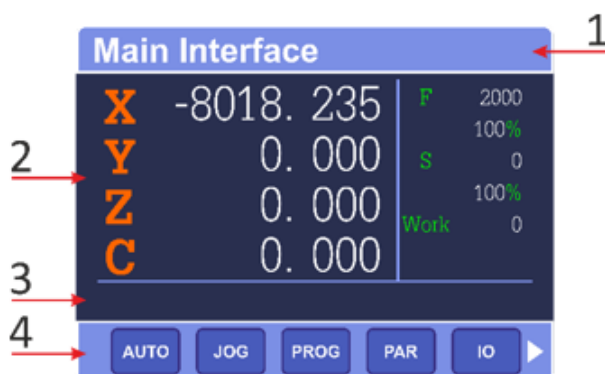 Main Interface
1
X -8018. 235 F 2000
100%
Y 0. 000 S 0
2
100%
Z 0. 000 Work 0
C 0. 000
3
4
AUTO JOG PROG PAR IO